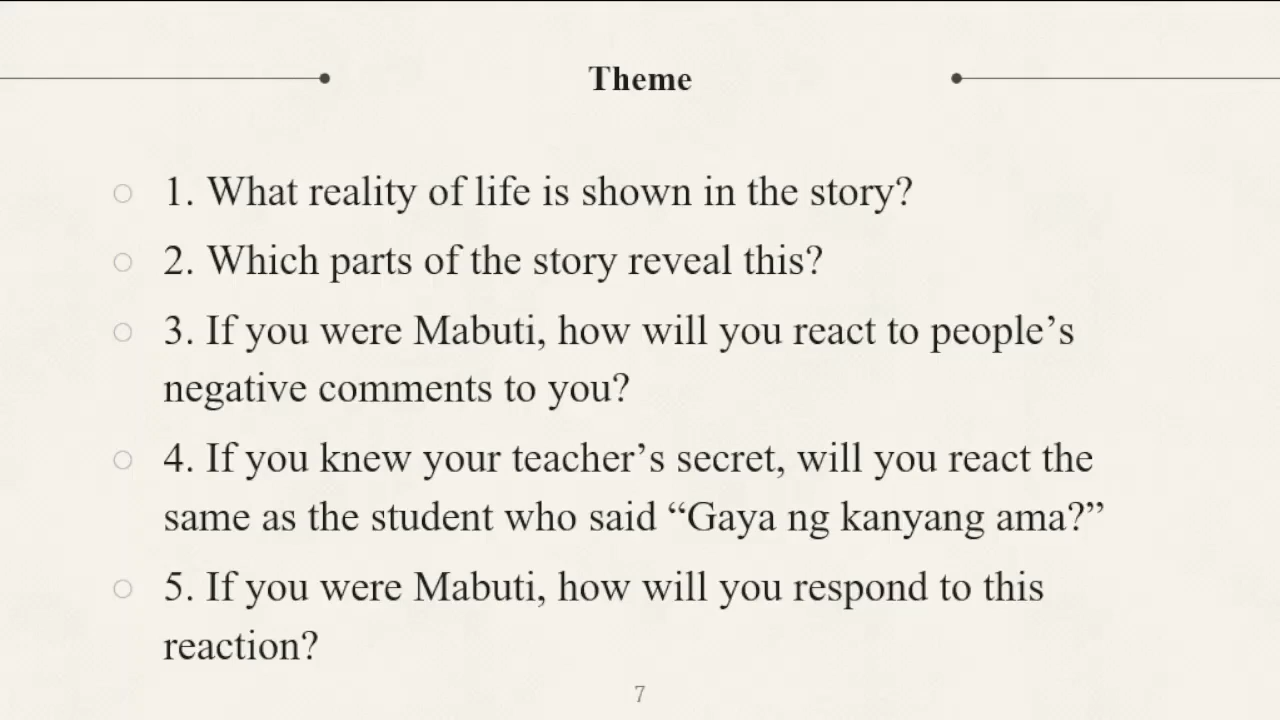 Theme
1. What reality of life is shown in the story?
2. Which parts of the story reveal this?
3. If you were Mabuti, how will you react to people’s
negative comments to you?
4. If you knew your teacher’s secret, will you react the
same as the student who said “Gaya ng kanyang ama?”
5. If you were Mabuti, how will you respond to this
reaction?
7